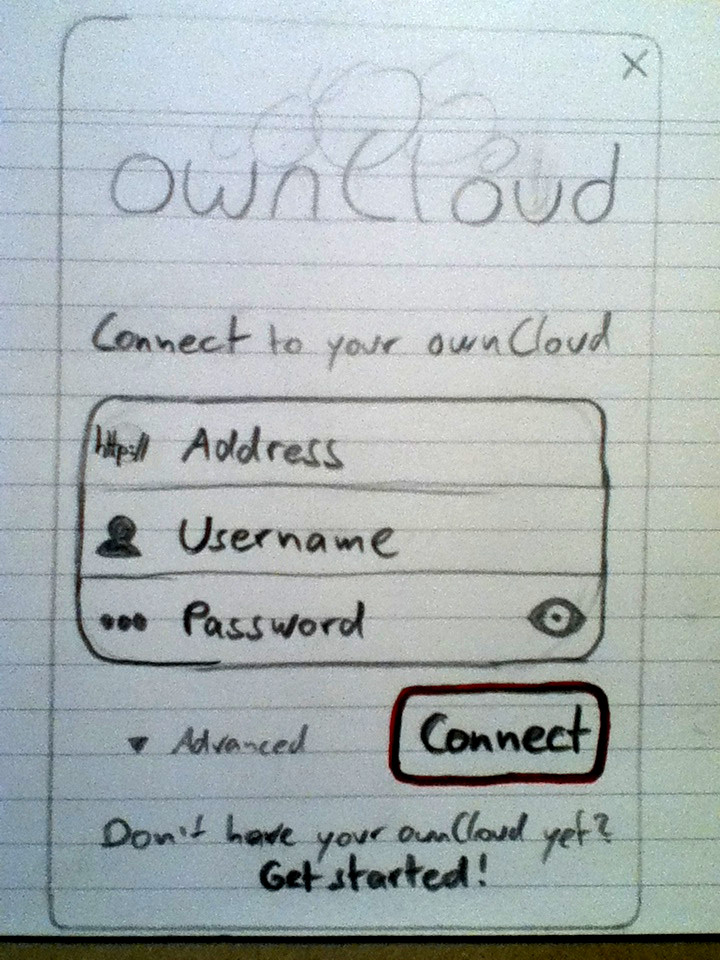 ownCloud
Connect to your ownCloud
http:// Address
Username
Password
Advanced
Connect
Don't have your ownCloud yet?
Get started!